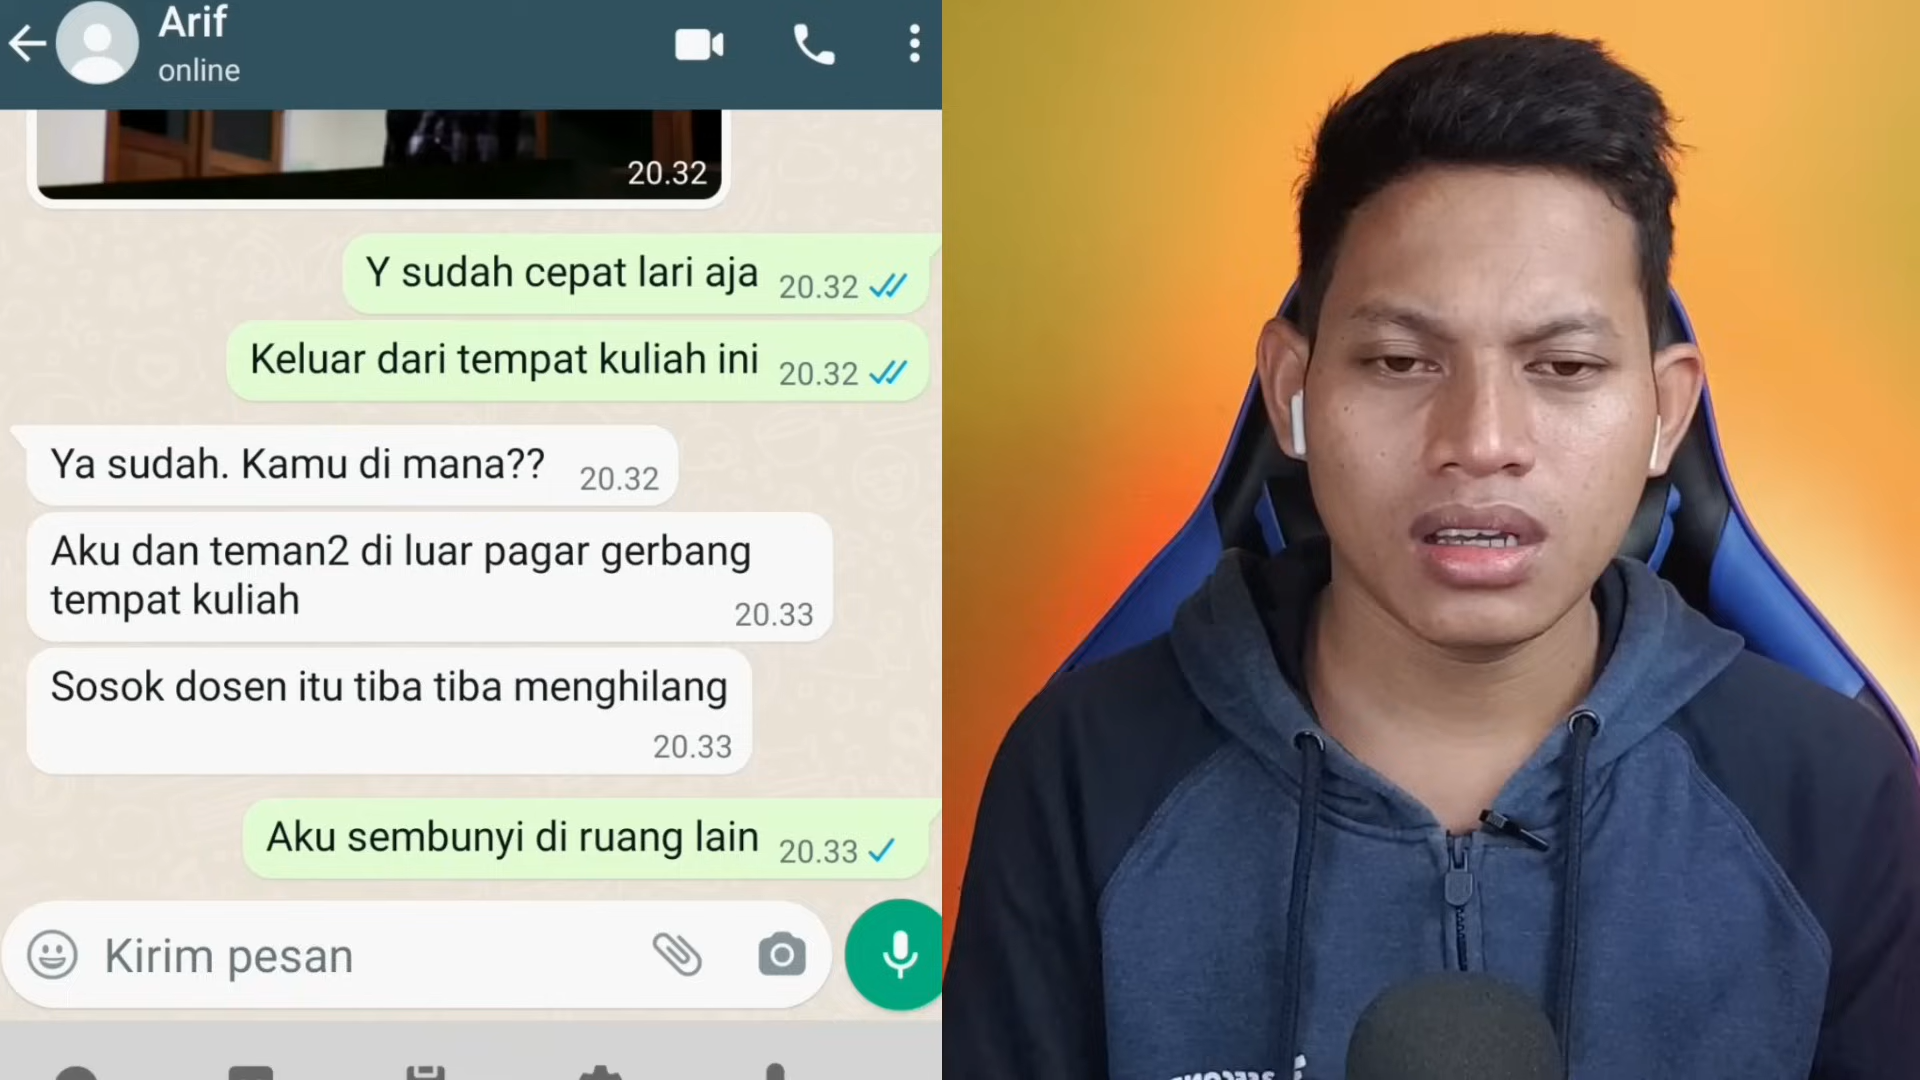 Arif
online
20.32
Y sudah cepat lari aja 20.32
Keluar dari tempat kuliah ini 20.32
Ya sudah. Kamu di mana?? 20.32
Aku dan teman2 di luar pagar gerbang
tempat kuliah 20.33
Sosok dosen itu tiba tiba menghilang
20.33
Aku sembunyi di ruang lain 20.33
Kirim pesan